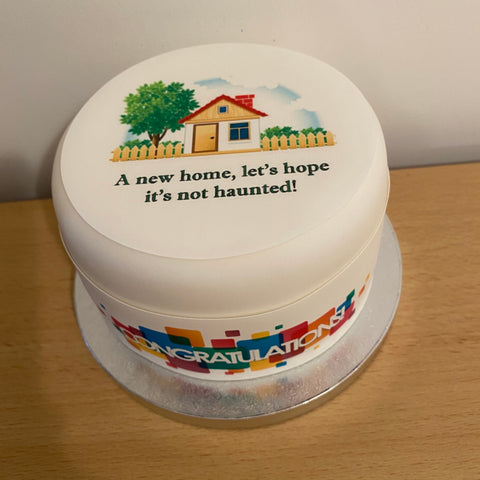 A new home, let's hope
it's not haunted!
CONGRATULATIONS!